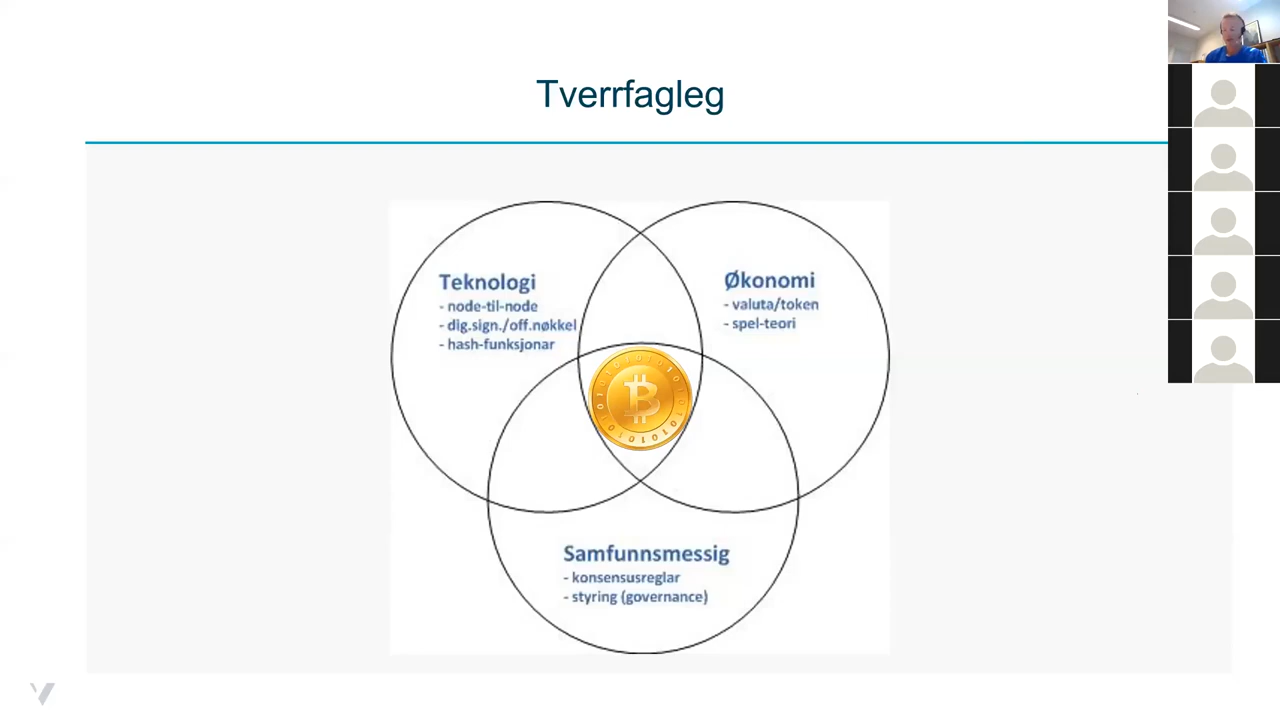 Tverrfagleg
Teknologi
- node-til-node
- dig.sign./off.nøkkel
- hash-funksjonar
Økonomi
- valuta/token
- spel-teori
Samfunnsmessig
- konsensusreglar
- styring (governance)